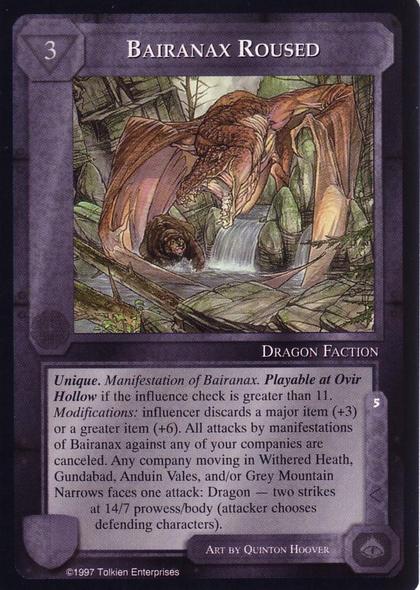 3
BAIRANAX ROUSED
DRAGON FACTION
Unique. Manifestation of Bairanax. Playable at Ovir
Hollow if the influence check is greater than 11.
Modifications: influencer discards a major item (+3)
or a greater item (+6). All attacks by manifestations
of Bairanax against any of your companies are
canceled. Any company moving in Withered Heath,
Gundabad, Anduin Vales, and/or Grey Mountain
Narrows faces one attack: Dragon — two strikes
at 14/7 prowess/body (attacker chooses
defending characters).
5
ART BY QUINTON HOOVER
©1997 Tolkien Enterprises